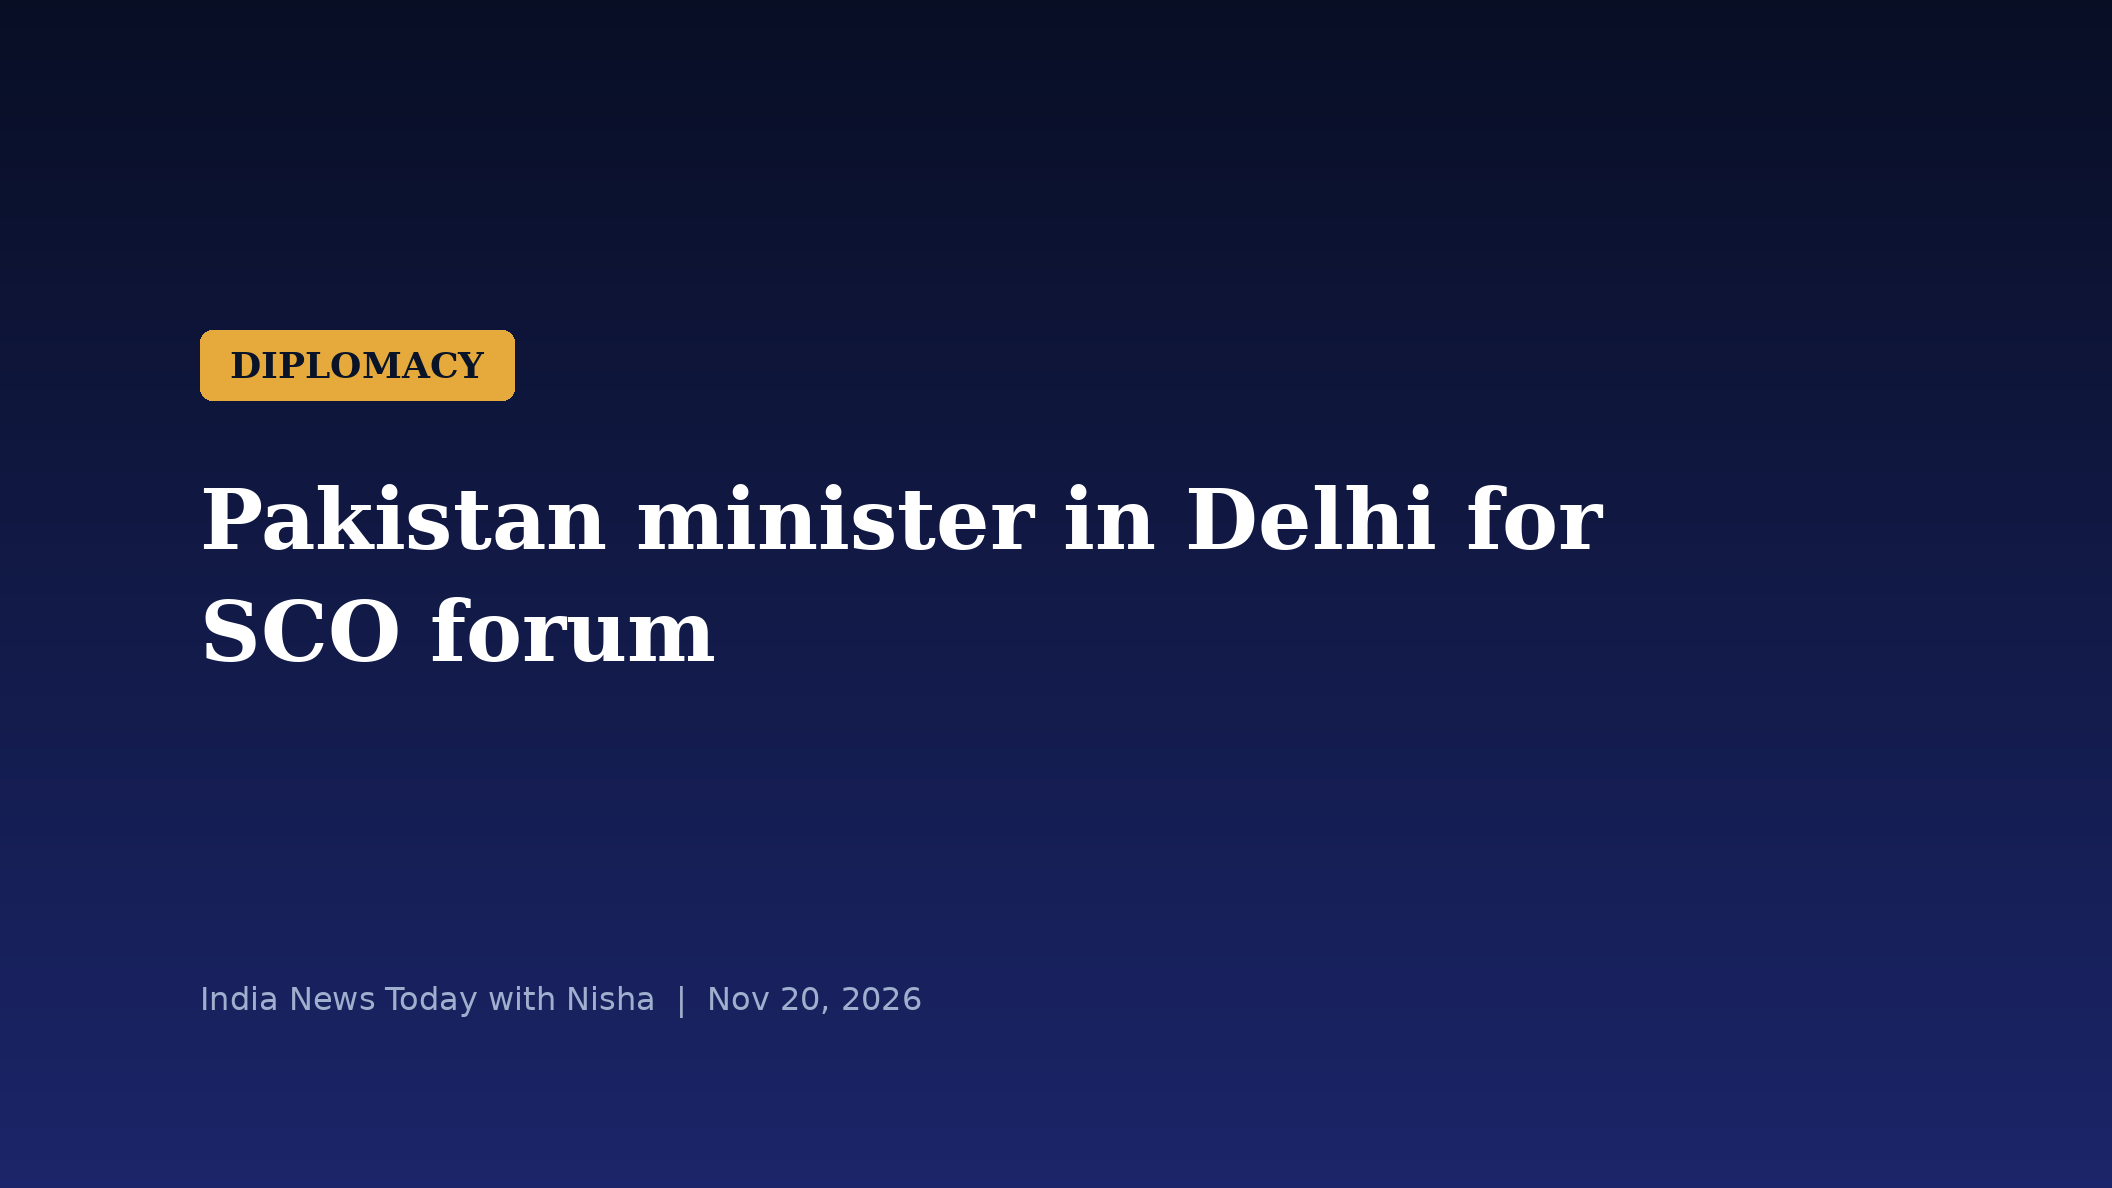 DIPLOMACY
Pakistan minister in Delhi for
SCO forum
India News Today with Nisha | Nov 20, 2026